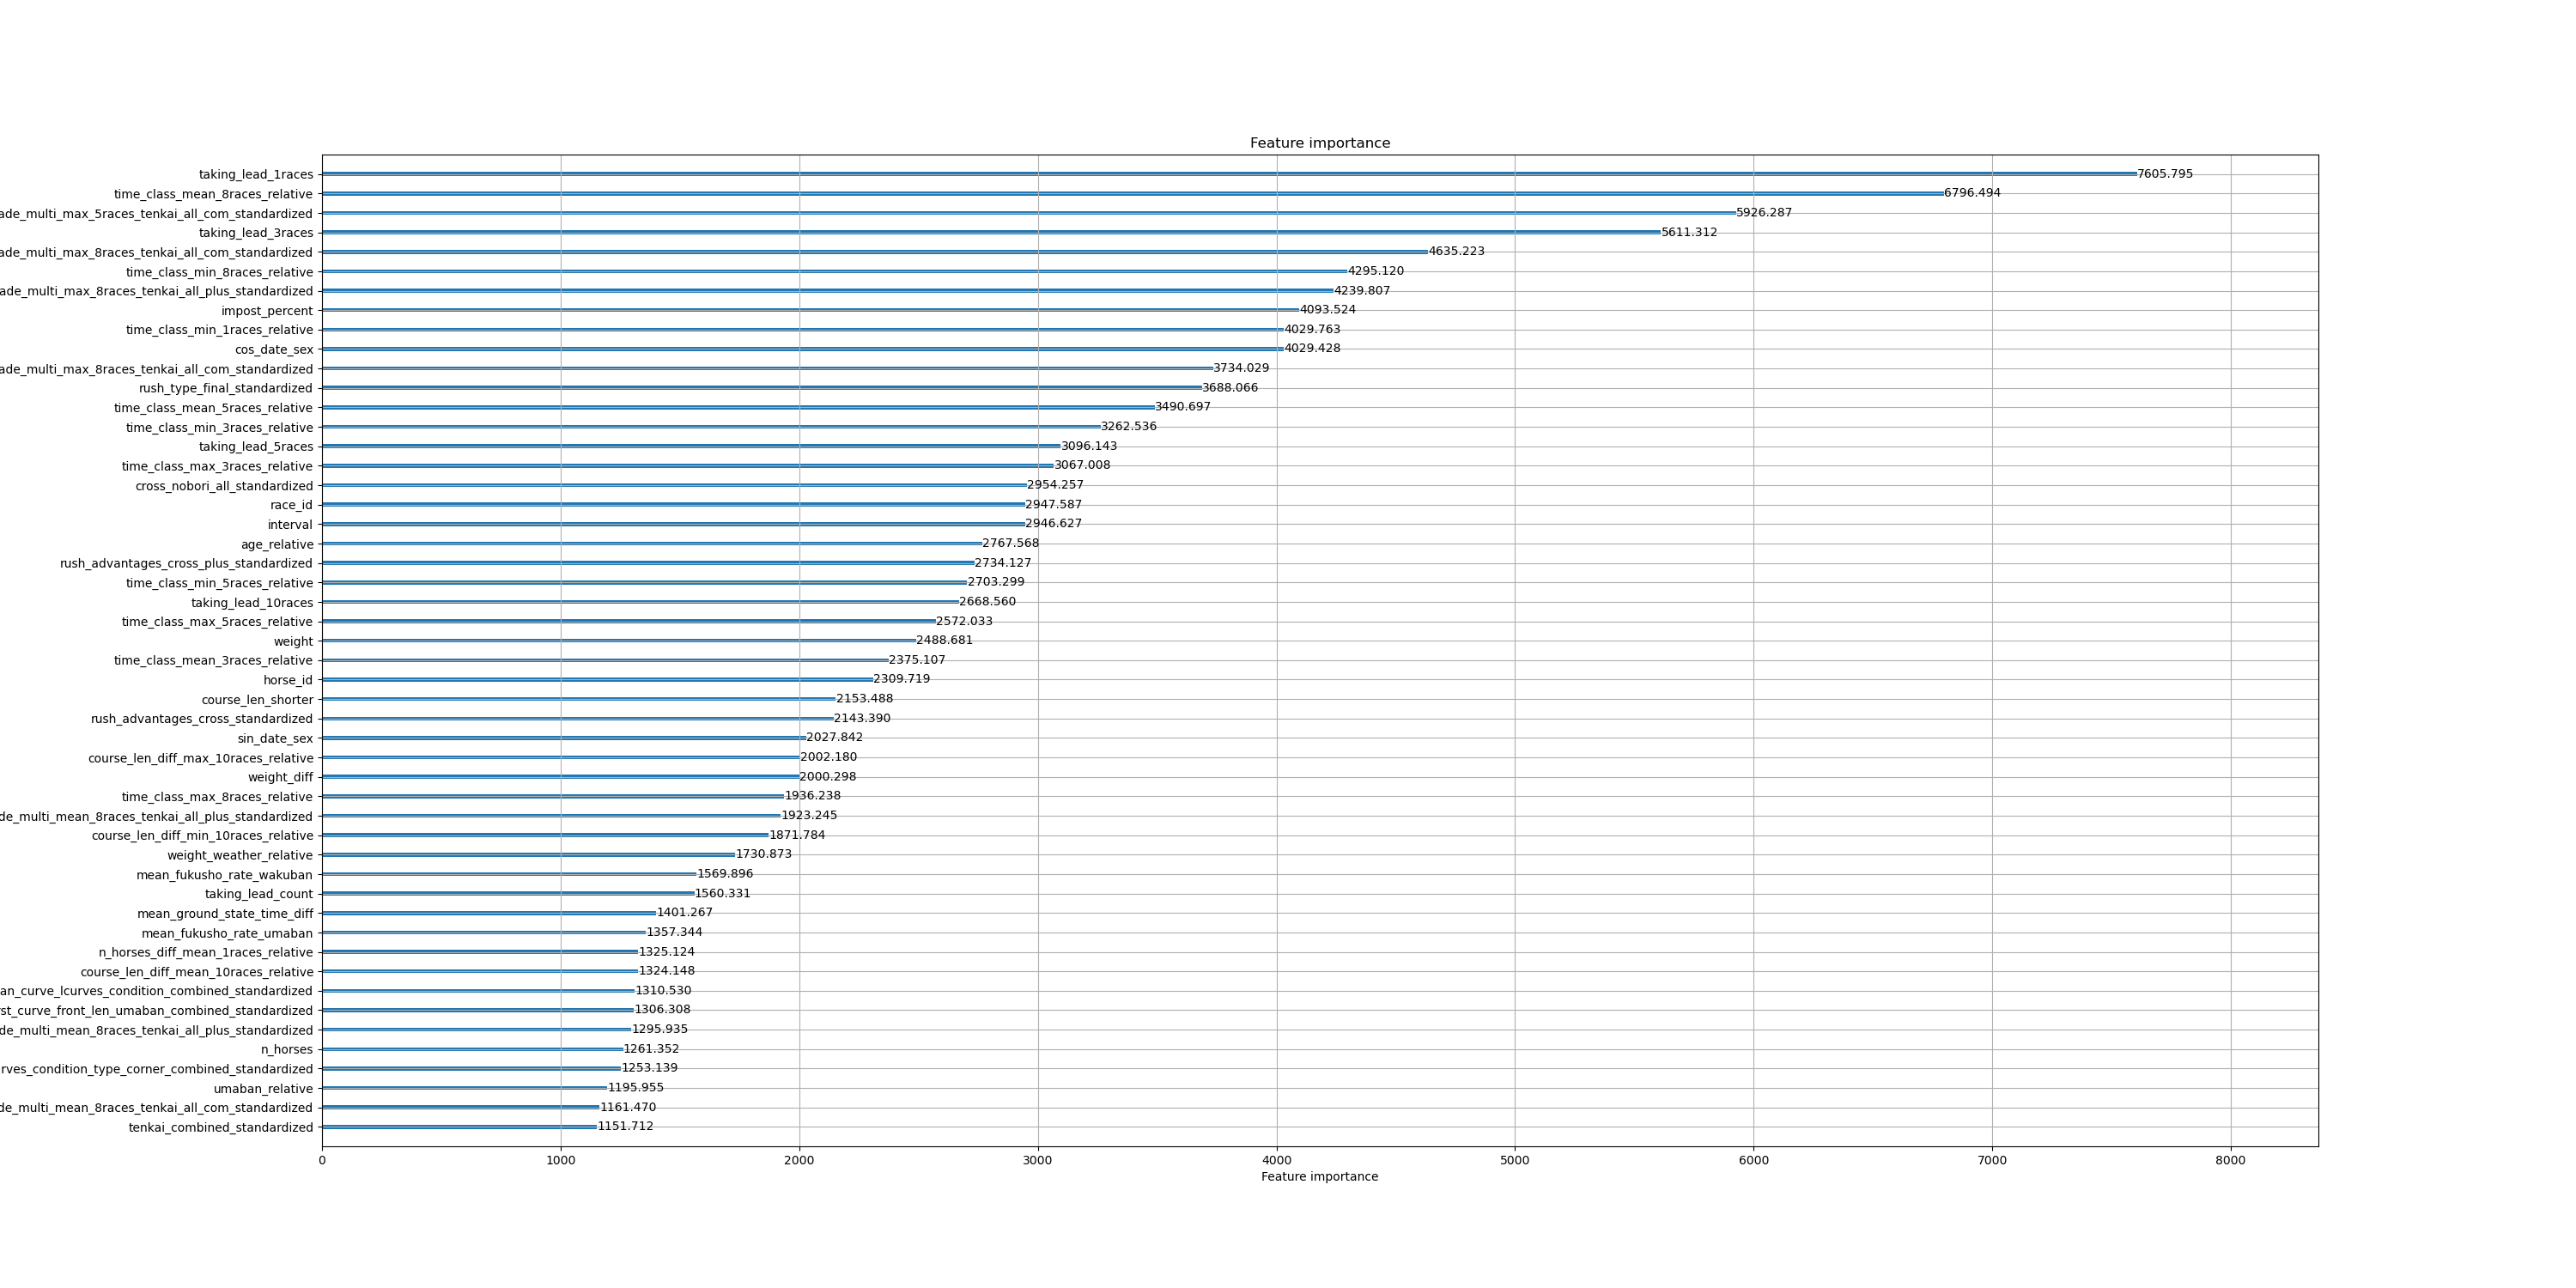 Feature importance
taking_lead_1races 7605.795
time_class_mean_8races_relative 6796.494
ade_multi_max_5races_tenkai_all_com_standardized 5926.287
taking_lead_3races 5611.312
ade_multi_max_8races_tenkai_all_com_standardized 4635.223
time_class_min_8races_relative 4295.120
ade_multi_max_8races_tenkai_all_plus_standardized 4239.807
impost_percent 4093.524
time_class_min_1races_relative 4029.763
cos_date_sex 4029.428
ade_multi_max_8races_tenkai_all_com_standardized 3734.029
rush_type_final_standardized 3688.066
time_class_mean_5races_relative 3490.697
time_class_min_3races_relative 3262.536
taking_lead_5races 3096.143
time_class_max_3races_relative 3067.008
cross_nobori_all_standardized 2954.257
race_id 2947.587
interval 2946.627
age_relative 2767.568
rush_advantages_cross_plus_standardized 2734.127
time_class_min_5races_relative 2703.299
taking_lead_10races 2668.560
time_class_max_5races_relative 2572.033
weight 2488.681
time_class_mean_3races_relative 2375.107
horse_id 2309.719
course_len_shorter 2153.488
rush_advantages_cross_standardized 2143.390
sin_date_sex 2027.842
course_len_diff_max_10races_relative 2002.180
weight_diff 2000.298
time_class_max_8races_relative 1936.238
de_multi_mean_8races_tenkai_all_plus_standardized 1923.245
course_len_diff_min_10races_relative 1871.784
weight_weather_relative 1730.873
mean_fukusho_rate_wakuban 1569.896
taking_lead_count 1560.331
mean_ground_state_time_diff 1401.267
mean_fukusho_rate_umaban 1357.344
n_horses_diff_mean_1races_relative 1325.124
course_len_diff_mean_10races_relative 1324.148
an_curve_lcurves_condition_combined_standardized 1310.530
st_curve_front_len_umaban_combined_standardized 1306.308
de_multi_mean_8races_tenkai_all_plus_standardized 1295.935
n_horses 1261.352
rves_condition_type_corner_combined_standardized 1253.139
umaban_relative 1195.955
de_multi_mean_8races_tenkai_all_com_standardized 1161.470
tenkai_combined_standardized 1151.712
0 1000 2000 3000 4000 5000 6000 7000 8000
Feature importance